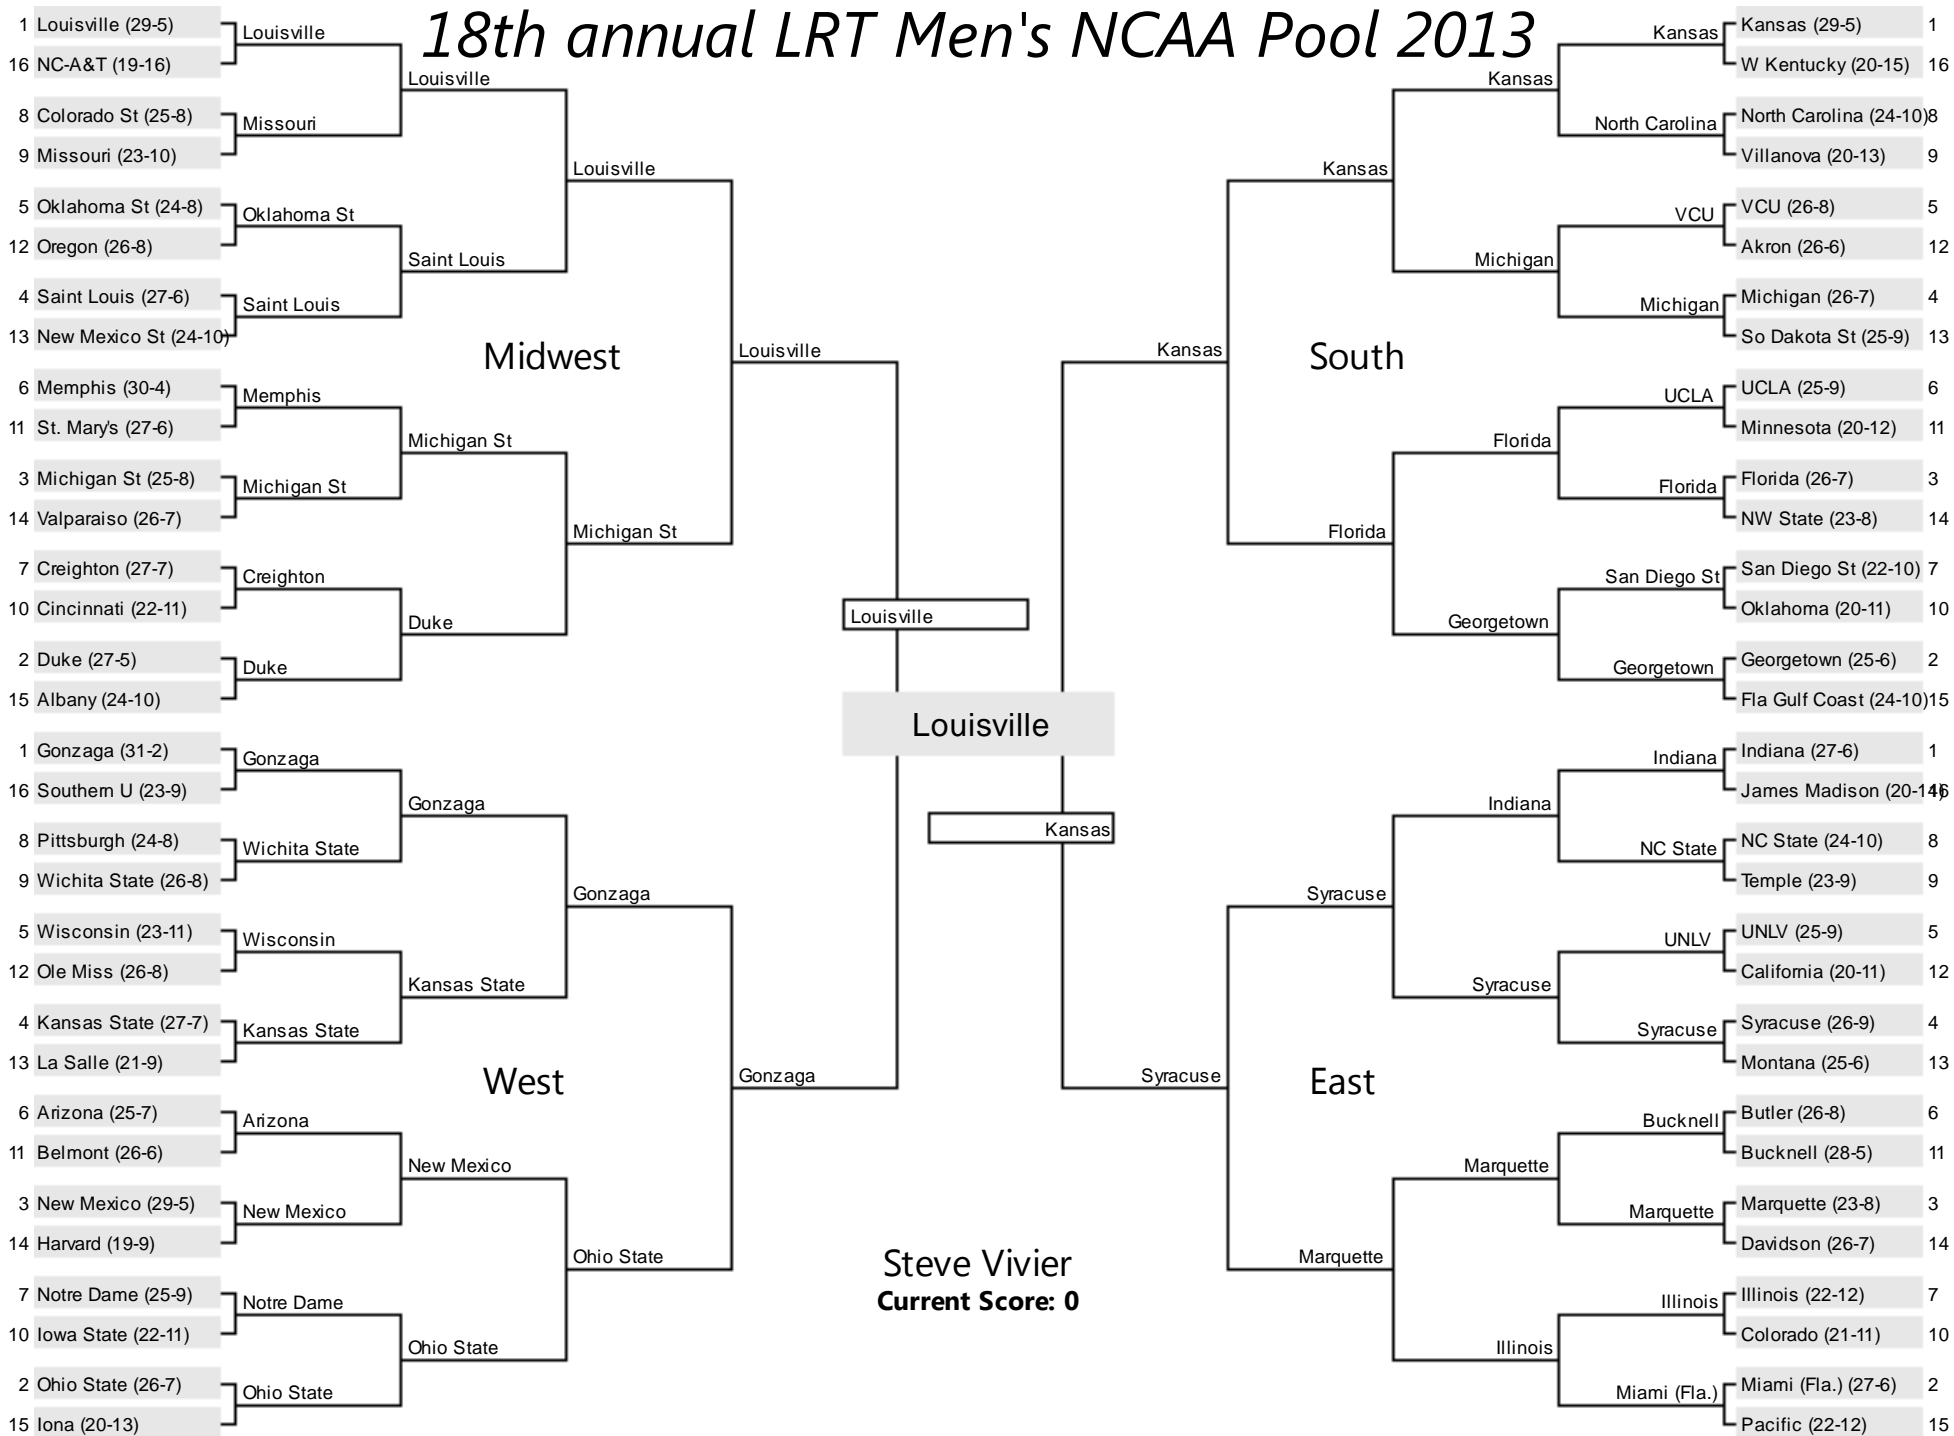 18th annual LRT Men's NCAA Pool 2013
1 Louisville (29-5)
16 NC-A&T (19-16)
8 Colorado St (25-8)
9 Missouri (23-10)
5 Oklahoma St (24-8)
12 Oregon (26-8)
4 Saint Louis (27-6)
13 New Mexico St (24-10)
6 Memphis (30-4)
11 St. Mary's (27-6)
3 Michigan St (25-8)
14 Valparaiso (26-7)
7 Creighton (27-7)
10 Cincinnati (22-11)
2 Duke (27-5)
15 Albany (24-10)
Louisville
Missouri
Oklahoma St
Saint Louis
Memphis
Michigan St
Creighton
Duke
Louisville
Saint Louis
Michigan St
Duke
Louisville
Michigan St
Louisville
Midwest
1 Gonzaga (31-2)
16 Southern U (23-9)
8 Pittsburgh (24-8)
9 Wichita State (26-8)
5 Wisconsin (23-11)
12 Ole Miss (26-8)
4 Kansas State (27-7)
13 La Salle (21-9)
6 Arizona (25-7)
11 Belmont (26-6)
3 New Mexico (29-5)
14 Harvard (19-9)
7 Notre Dame (25-9)
10 Iowa State (22-11)
2 Ohio State (26-7)
15 Iona (20-13)
Gonzaga
Wichita State
Wisconsin
Kansas State
Arizona
New Mexico
Notre Dame
Ohio State
Gonzaga
Kansas State
New Mexico
Ohio State
Gonzaga
Ohio State
Gonzaga
West
Louisville
Louisville
Kansas
Steve Vivier
Current Score: 0
Kansas (29-5) 1
W Kentucky (20-15) 16
North Carolina (24-10) 8
Villanova (20-13) 9
VCU (26-8) 5
Akron (26-6) 12
Michigan (26-7) 4
So Dakota St (25-9) 13
UCLA (25-9) 6
Minnesota (20-12) 11
Florida (26-7) 3
NW State (23-8) 14
San Diego St (22-10) 7
Oklahoma (20-11) 10
Georgetown (25-6) 2
Fla Gulf Coast (24-10) 15
Kansas
North Carolina
VCU
Michigan
UCLA
Florida
San Diego St
Georgetown
Kansas
Michigan
Florida
Georgetown
Kansas
Florida
Kansas
South
Indiana (27-6) 1
James Madison (20-14) 16
NC State (24-10) 8
Temple (23-9) 9
UNLV (25-9) 5
California (20-11) 12
Syracuse (26-9) 4
Montana (25-6) 13
Butler (26-8) 6
Bucknell (28-5) 11
Marquette (23-8) 3
Davidson (26-7) 14
Illinois (22-12) 7
Colorado (21-11) 10
Miami (Fla.) (27-6) 2
Pacific (22-12) 15
Indiana
NC State
UNLV
Syracuse
Bucknell
Marquette
Illinois
Miami (Fla.)
Indiana
Syracuse
Marquette
Illinois
Syracuse
Marquette
Syracuse
East